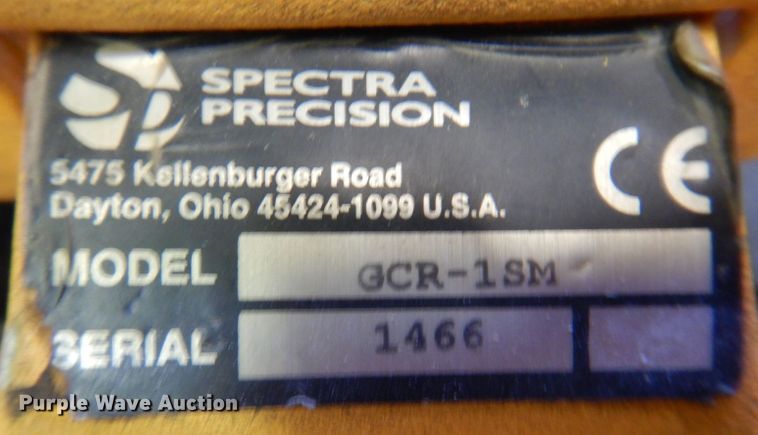 SPECTRA
PRECISION
5475 Kellenburger Road
Dayton, Ohio 45424-1099 U.S.A.
CE
MODEL GCR-1SM
SERIAL 1466
Purple Wave Auction